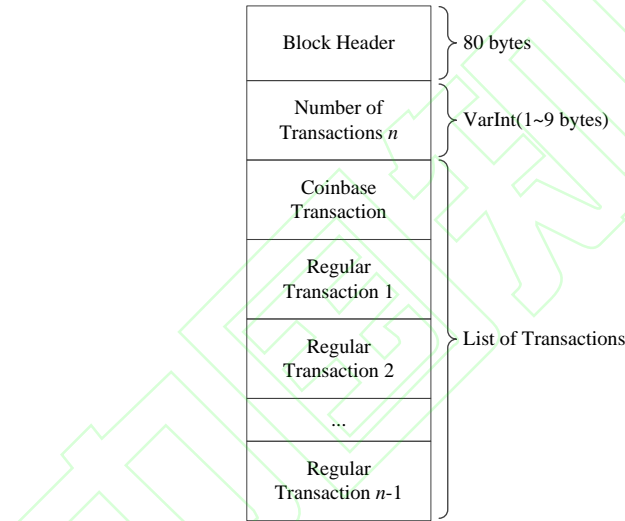 Block Header
80 bytes
Number of
Transactions n
VarInt(1~9 bytes)
Coinbase
Transaction
Regular
Transaction 1
Regular
Transaction 2
...
Regular
Transaction n-1
List of Transactions